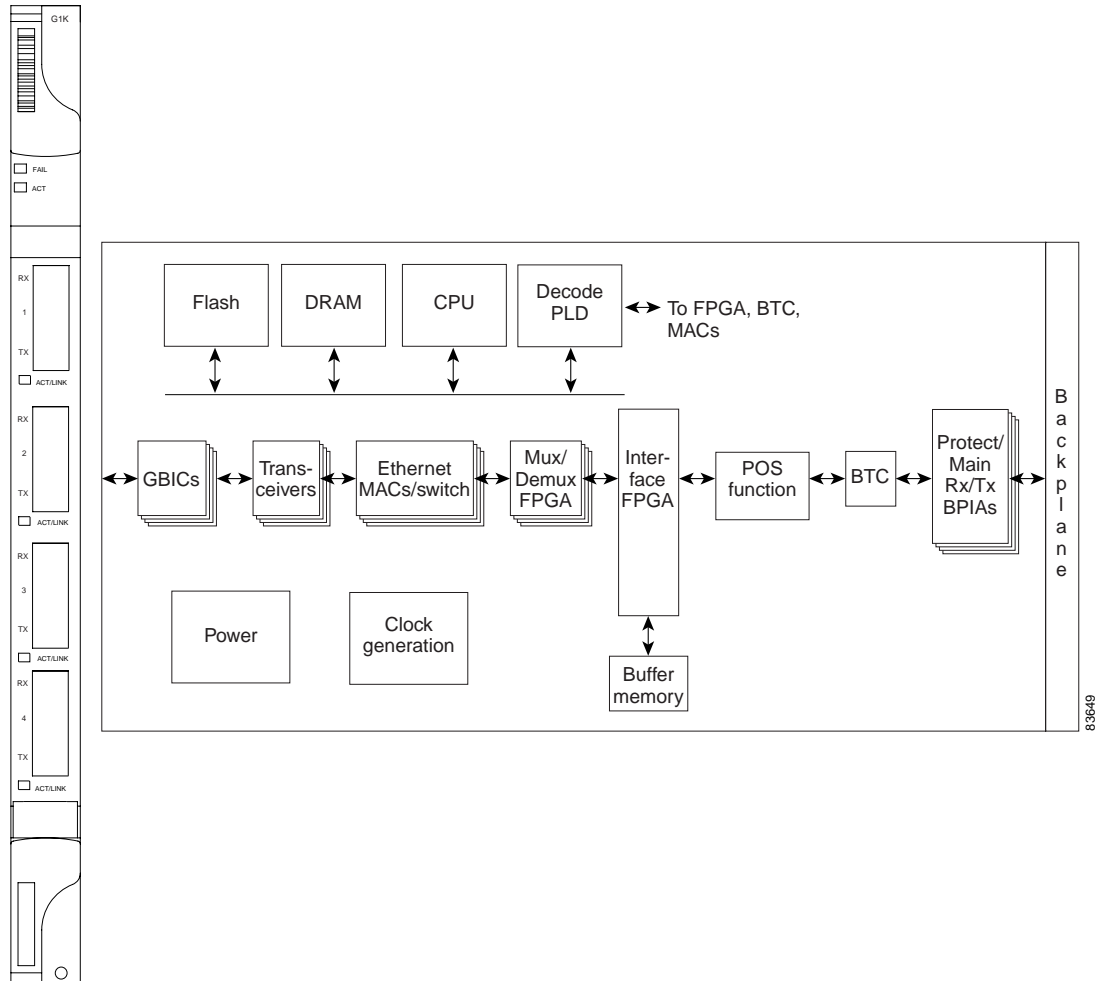 G1K
FAIL
ACT
RX
1
TX
ACT/LINK
RX
2
TX
ACT/LINK
RX
3
TX
ACT/LINK
RX
4
TX
ACT/LINK
Flash
DRAM
CPU
Decode
PLD
To FPGA, BTC,
MACs
GBICs
Trans-
ceivers
Ethernet
MACs/switch
Mux/
Demux
FPGA
Inter-
face
FPGA
POS
function
BTC
Protect/
Main
Rx/Tx
BPIAs
Backplane
Power
Clock
generation
Buffer
memory
83649